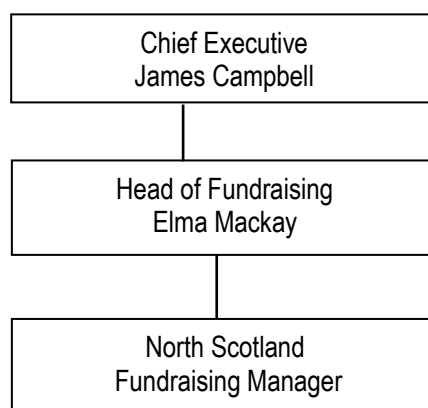 Chief Executive
James Campbell
Head of Fundraising
Elma Mackay
North Scotland
Fundraising Manager